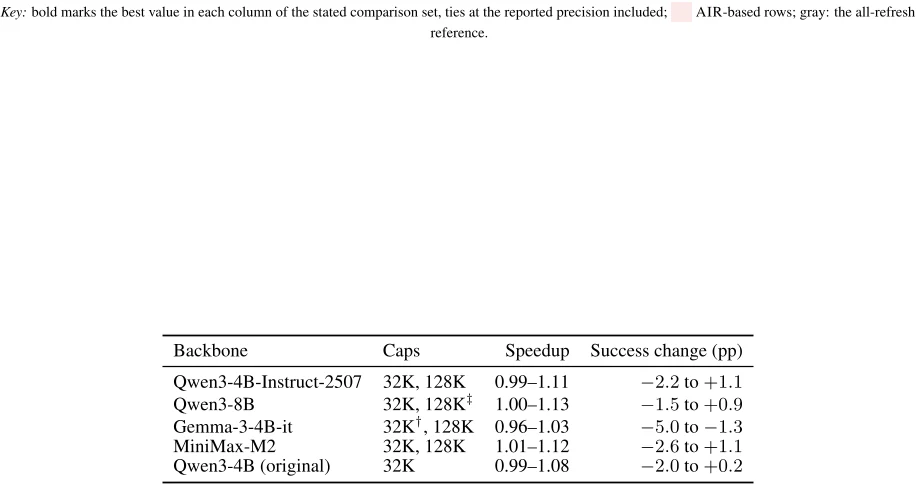 Key: bold marks the best value in each column of the stated comparison set, ties at the reported precision included; AIR-based rows; gray: the all-refresh
reference.
Backbone Caps Speedup Success change (pp)
Qwen3-4B-Instruct-2507 32K, 128K 0.99–1.11 −2.2 to +1.1
Qwen3-8B 32K, 128K‡ 1.00–1.13 −1.5 to +0.9
Gemma-3-4B-it 32K†, 128K 0.96–1.03 −5.0 to −1.3
MiniMax-M2 32K, 128K 1.01–1.12 −2.6 to +1.1
Qwen3-4B (original) 32K 0.99–1.08 −2.0 to +0.2